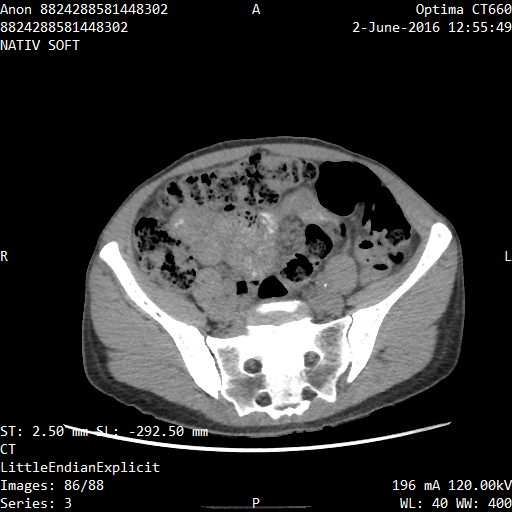 Anon 8824288581448302
8824288581448302
NATIV SOFT
A
Optima CT660
2-June-2016 12:55:49
R
L
ST: 2.50 mm SL: -292.50 mm
CT
LittleEndianExplicit
Images: 86/88
Series: 3
P
196 mA 120.00kV
WL: 40 WW: 400